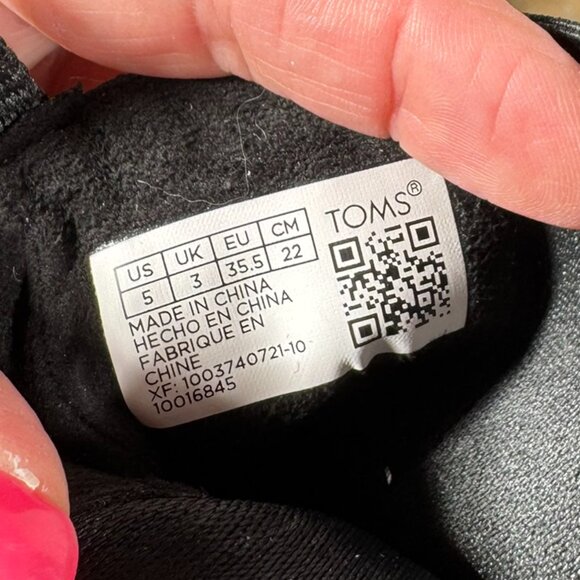 TOMS®
US UK EU CM
5 3 35.5 22
MADE IN CHINA
HECHO EN CHINA
FABRIQUE EN
CHINE
XF: 1003740721-10
10016845